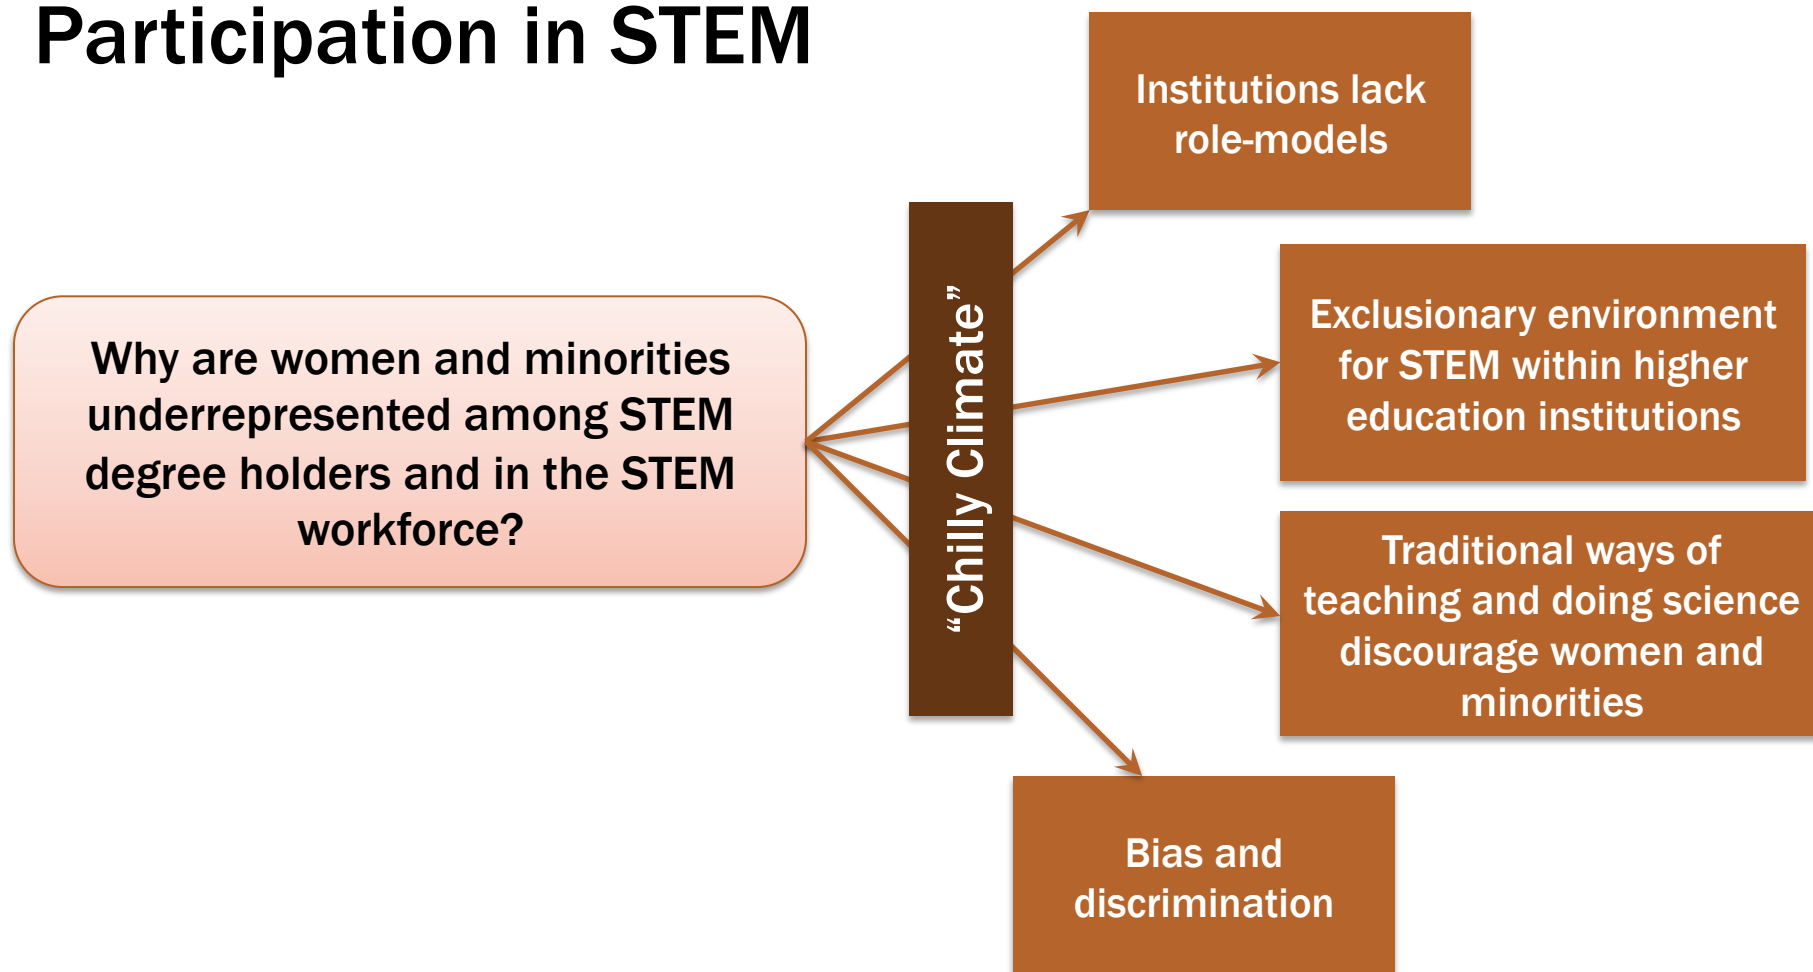 Participation in STEM
Institutions lack
role-models
Why are women and minorities
underrepresented among STEM
degree holders and in the STEM
workforce?
“Chilly Climate”
Exclusionary environment
for STEM within higher
education institutions
Traditional ways of
teaching and doing science
discourage women and
minorities
Bias and
discrimination